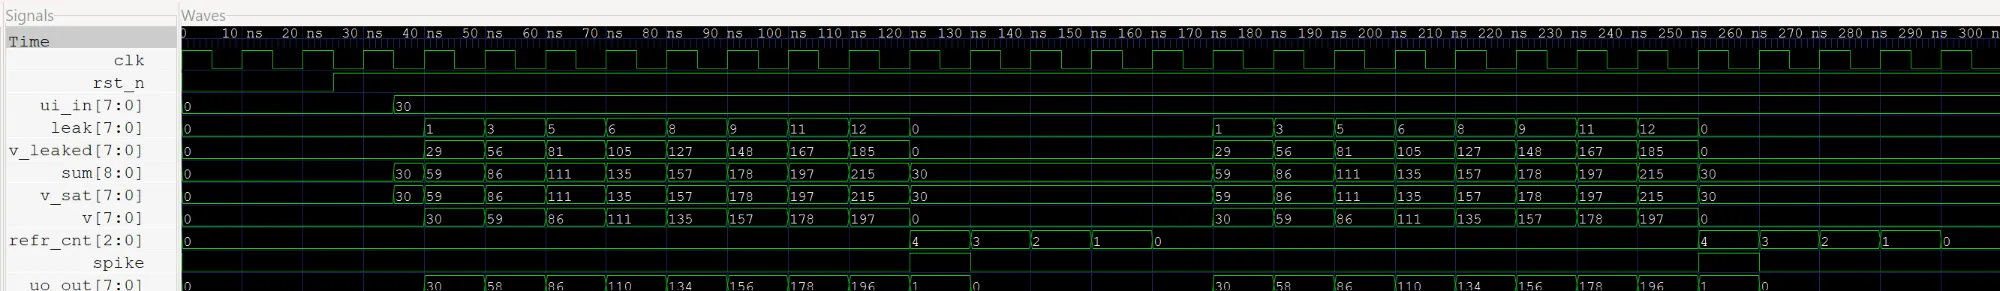 Signals Waves
Time 0 10 ns 20 ns 30 ns 40 ns 50 ns 60 ns 70 ns 80 ns 90 ns 100 ns 110 ns 120 ns 130 ns 140 ns 150 ns 160 ns 170 ns 180 ns 190 ns 200 ns 210 ns 220 ns 230 ns 240 ns 250 ns 260 ns 270 ns 280 ns 290 ns 300 n
clk
rst_n
ui_in[7:0] 0 30
leak[7:0] 0 1 3 5 6 8 9 11 12 0 1 3 5 6 8 9 11 12 0
v_leaked[7:0] 0 29 56 81 105 127 148 167 185 0 29 56 81 105 127 148 167 185 0
sum[8:0] 0 30 59 86 111 135 157 178 197 215 30 59 86 111 135 157 178 197 215 30
v_sat[7:0] 0 30 59 86 111 135 157 178 197 215 30 59 86 111 135 157 178 197 215 30
v[7:0] 0 30 59 86 111 135 157 178 197 0 30 59 86 111 135 157 178 197 0
refr_cnt[2:0] 0 4 3 2 1 0 4 3 2 1 0
spike
uo_out[7:0] 0 30 58 86 110 134 156 178 196 1 0 30 58 86 110 134 156 178 196 1 0